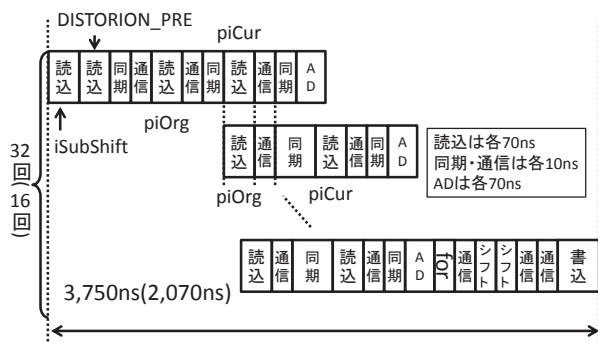 DISTORION_PRE
piCur
読込 読込 同期 通信 読込 通信 同期 読込 通信 同期 AD
iSubShift
piOrg
読込 通信 同期 読込 通信 同期 AD
読込は各70ns
同期・通信は各10ns
ADは各70ns
piOrg
piCur
32回(16回)
読込 通信 同期 読込 通信 同期 AD for 通信 シフト シフト 通信 通信 書込
3,750ns(2,070ns)